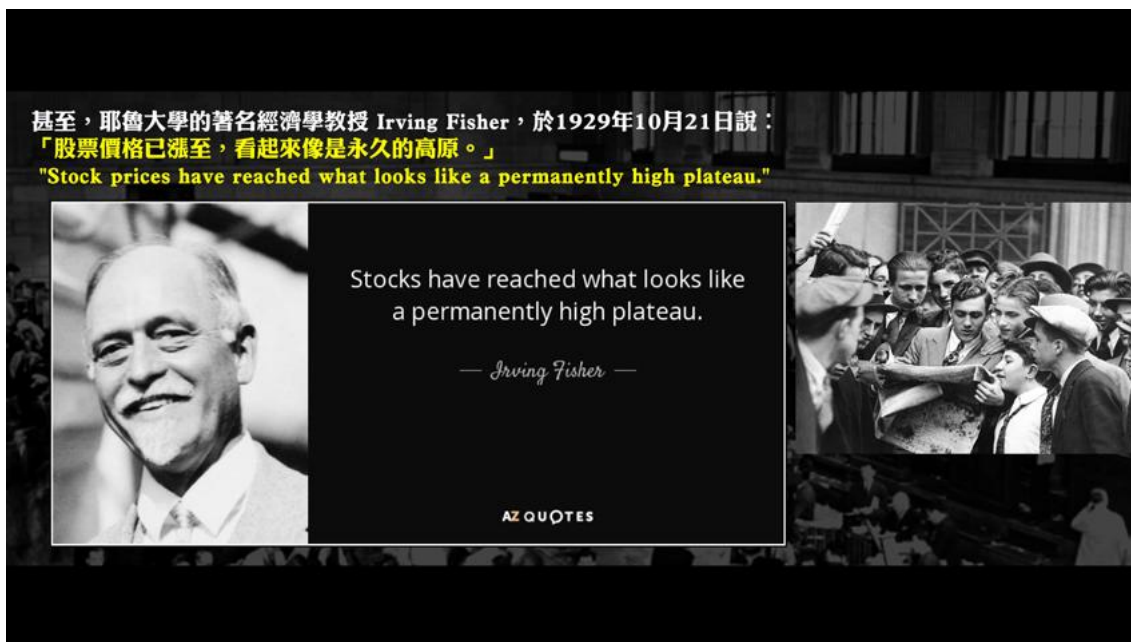 甚至，耶魯大學的著名經濟學教授 Irving Fisher，於1929年10月21日說：
「股票價格已漲至，看起來像是永久的高原。」
"Stock prices have reached what looks like a permanently high plateau."
Stocks have reached what looks like
a permanently high plateau.
— Irving Fisher —
AZ QUOTES